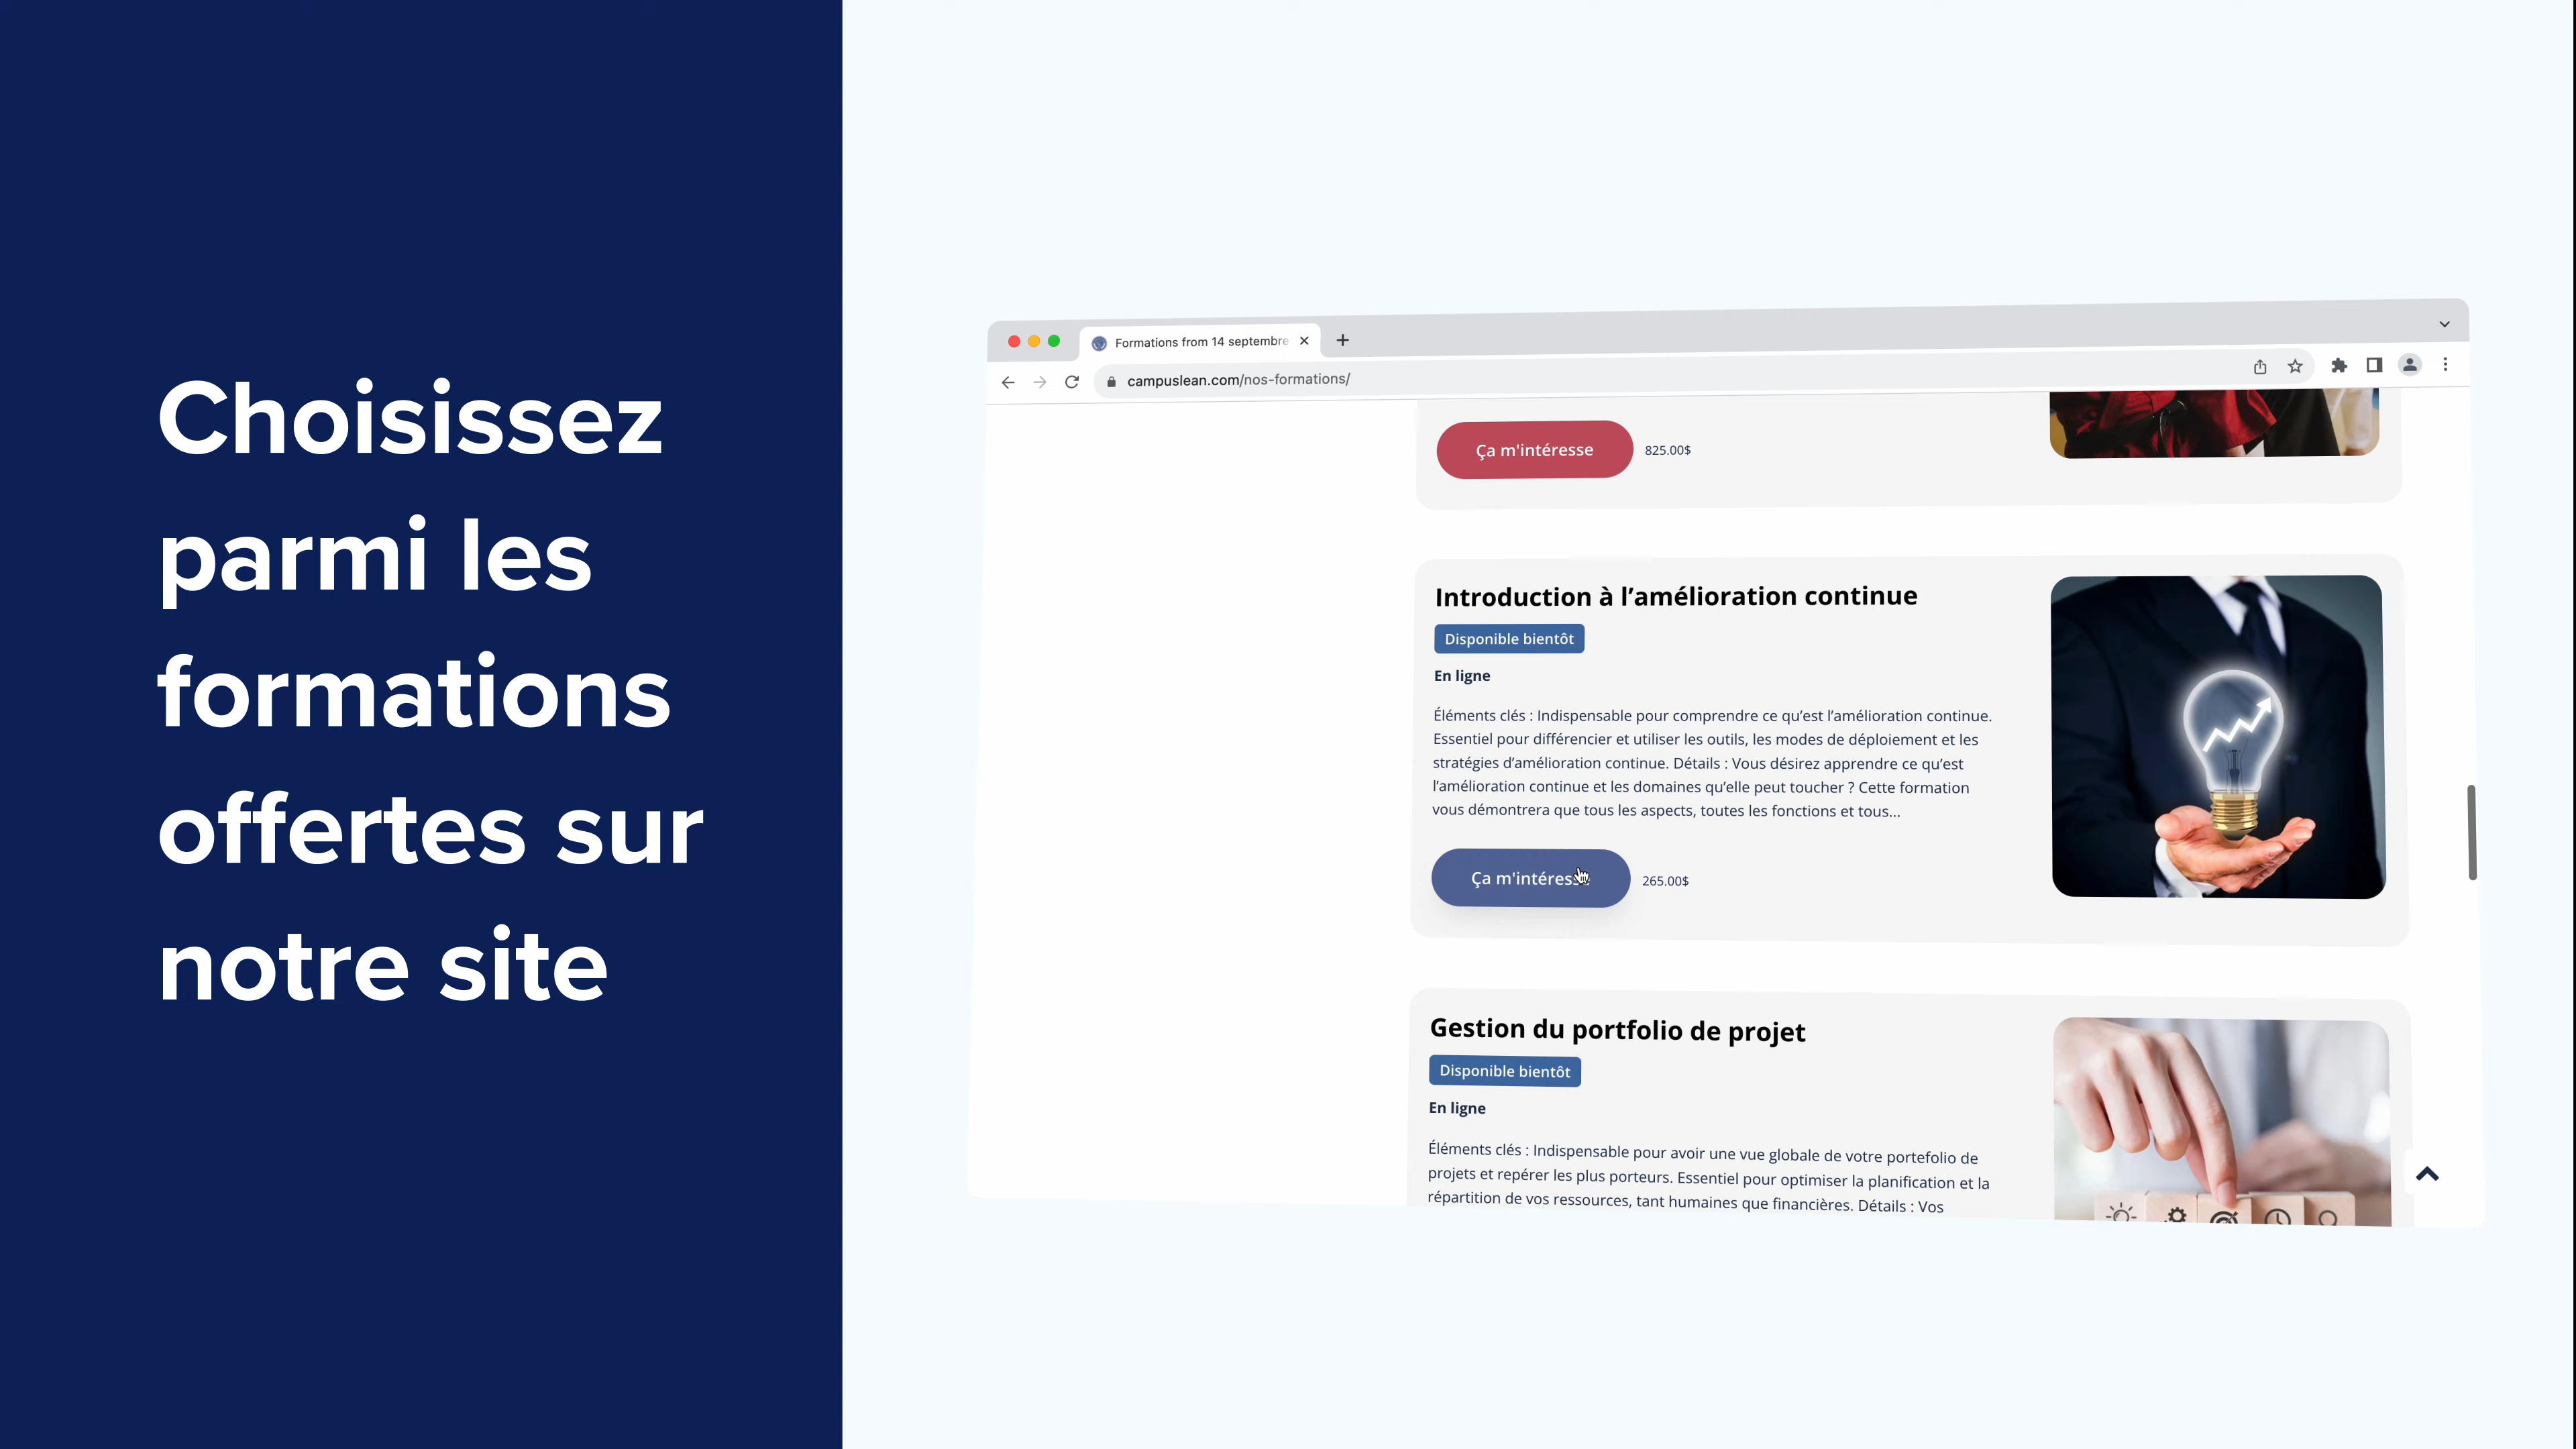 Choisissez
parmi les
formations
offertes sur
notre site
Formations from 14 septembre
campuslean.com/nos-formations/
Ça m'intéresse 825.00$
Introduction à l’amélioration continue
Disponible bientôt
En ligne
Éléments clés : Indispensable pour comprendre ce qu’est l’amélioration continue.
Essentiel pour différencier et utiliser les outils, les modes de déploiement et les
stratégies d’amélioration continue. Détails : Vous désirez apprendre ce qu’est
l’amélioration continue et les domaines qu’elle peut toucher ? Cette formation
vous démontrera que tous les aspects, toutes les fonctions et tous...
Ça m'intéresse 265.00$
Gestion du portfolio de projet
Disponible bientôt
En ligne
Éléments clés : Indispensable pour avoir une vue globale de votre portefolio de
projets et repérer les plus porteurs. Essentiel pour optimiser la planification et la
répartition de vos ressources, tant humaines que financières. Détails : Vos